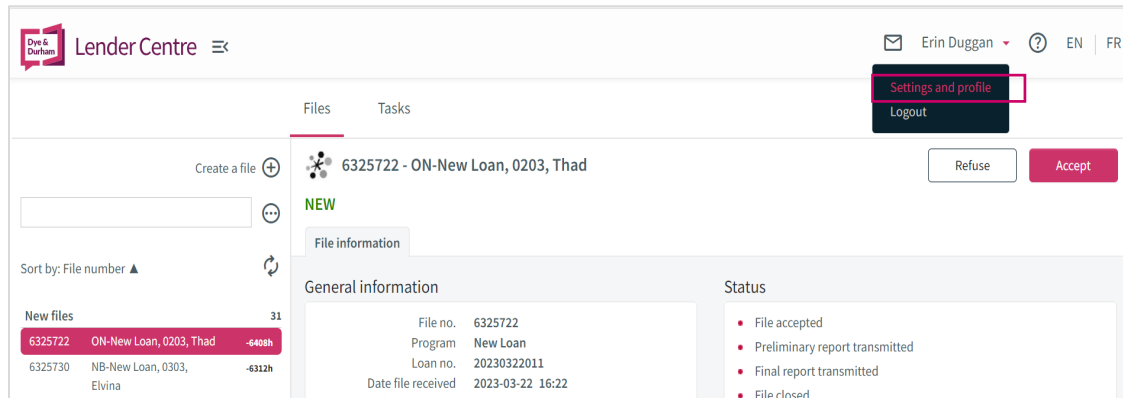 Dye &
Durham
Lender Centre
Erin Duggan
EN
FR
Settings and profile
Logout
Files
Tasks
Create a file
6325722 - ON-New Loan, 0203, Thad
Refuse
Accept
NEW
File information
Sort by: File number ▲
General information
Status
New files 31
6325722 ON-New Loan, 0203, Thad -6408h
6325730 NB-New Loan, 0303, -6312h
Elvina
File no. 6325722
Program New Loan
Loan no. 20230322011
Date file received 2023-03-22 16:22
File accepted
Preliminary report transmitted
Final report transmitted
File closed